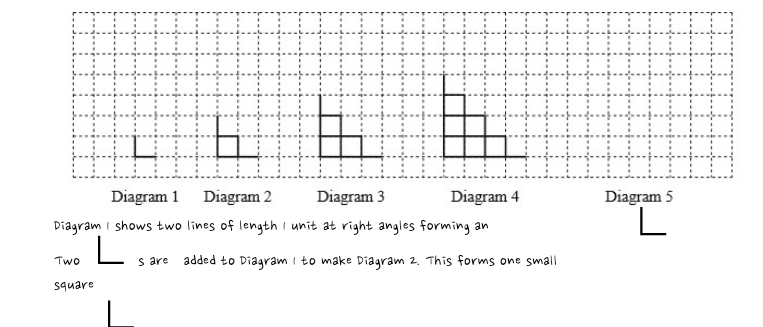 Diagram 1 Diagram 2 Diagram 3 Diagram 4 Diagram 5
Diagram 1 shows two lines of length 1 unit at right angles forming an
Two s are added to Diagram 1 to make Diagram 2. This forms one small
square